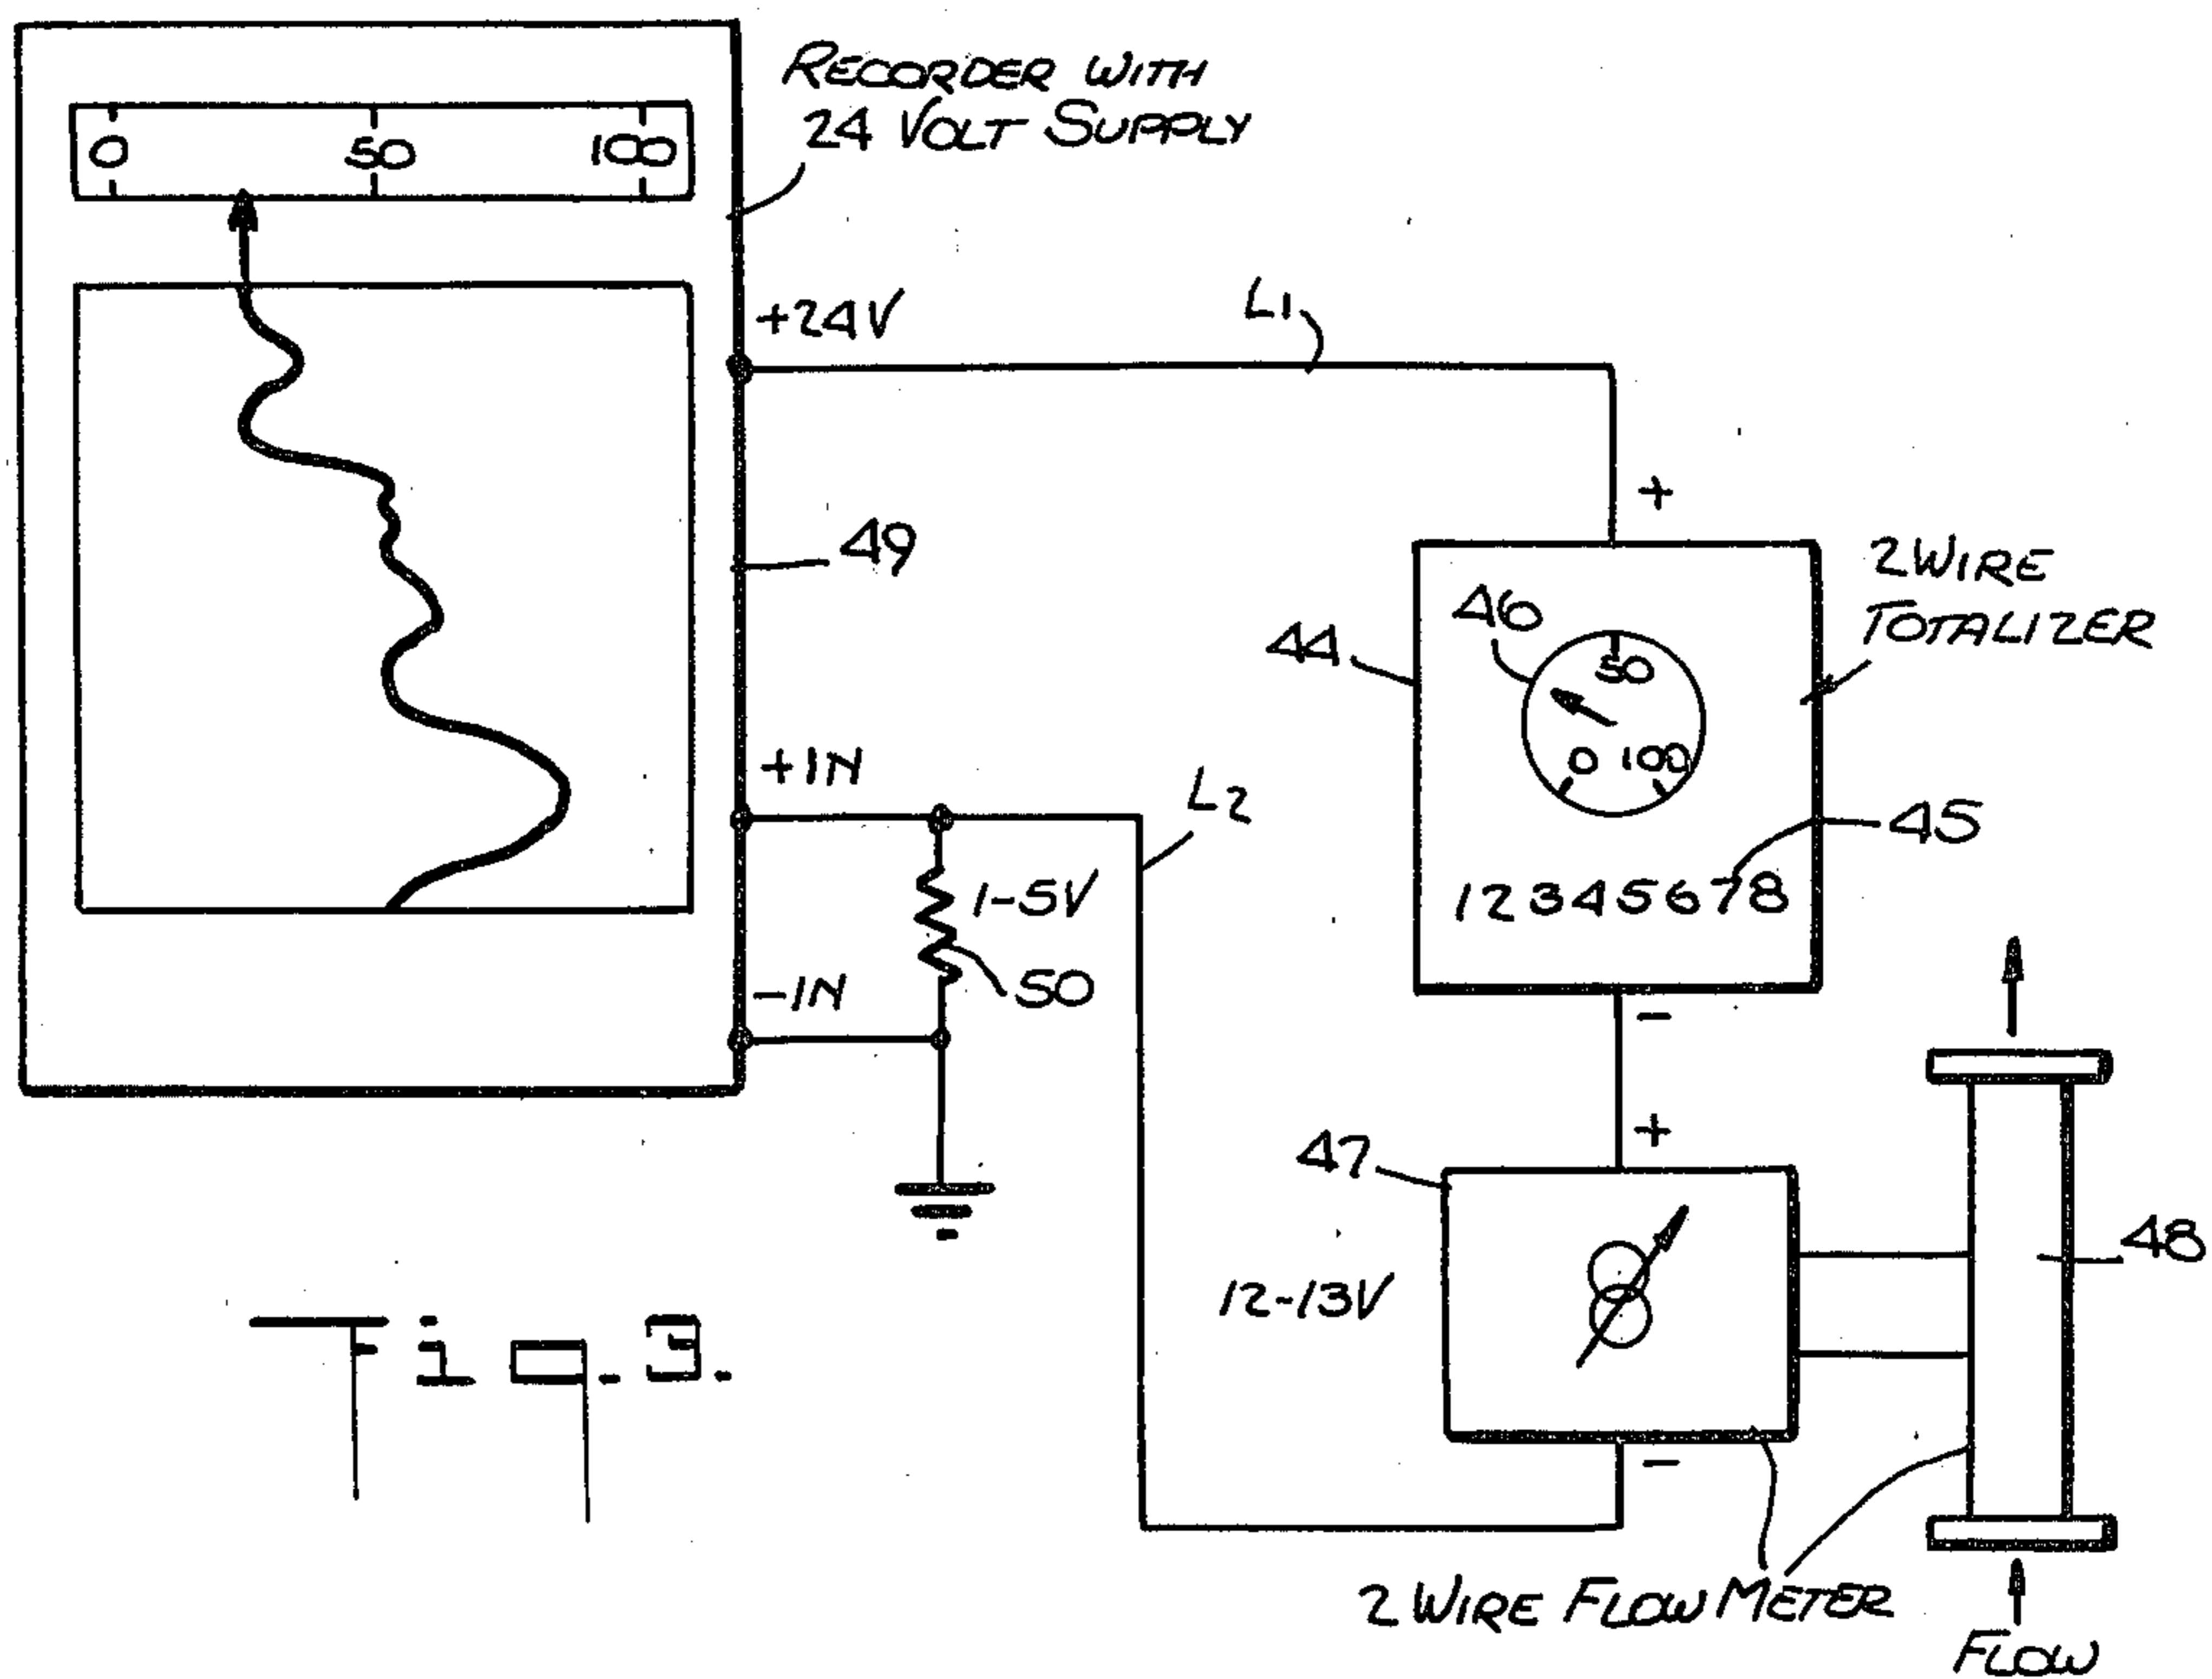 RECORDER WITH
24 VOLT SUPPLY
0 50 100
+24V
L1
49
+
2 WIRE
TOTALIZER
46
44
50
0 100
+IN
L2
45
12345678
1-5V
50
-IN
-
+
47
48
12-13V
Fig. 3.
-
2 WIRE FLOW METER
FLOW